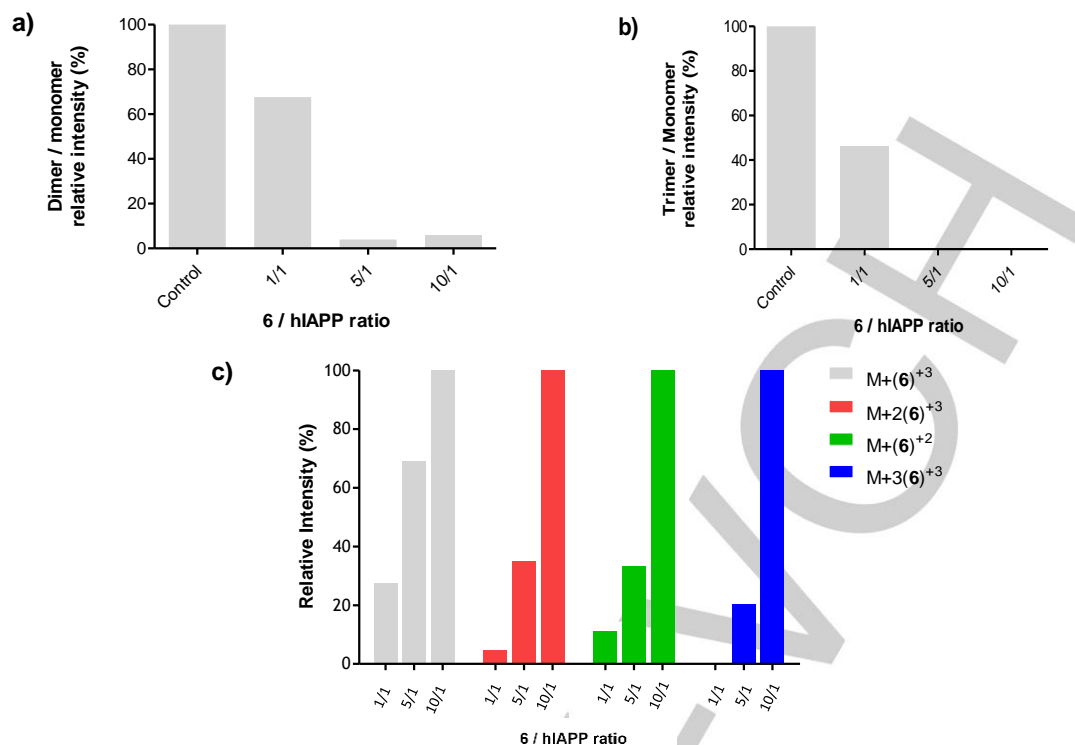 a)
Dimer / monomer
relative intensity (%)
100
80
60
40
20
0
Control
1/1
5/1
10/1
6 / hIAPP ratio
b)
Trimer / Monomer
relative intensity (%)
100
80
60
40
20
0
Control
1/1
5/1
10/1
6 / hIAPP ratio
c)
Relative Intensity (%)
100
80
60
40
20
0
1/1
5/1
10/1
1/1
5/1
10/1
1/1
5/1
10/1
1/1
5/1
10/1
6 / hIAPP ratio
M+(6)+3
M+2(6)+3
M+(6)+2
M+3(6)+3
-VCH